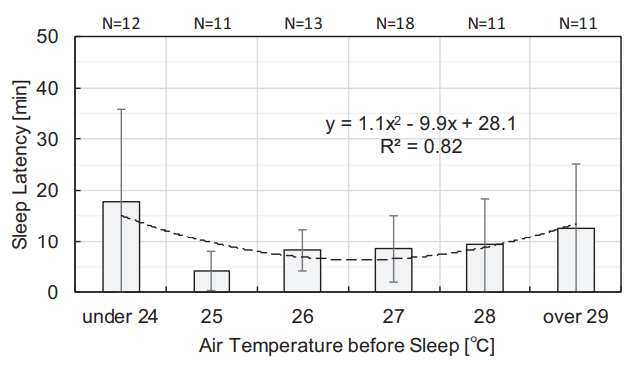 N=12 N=11 N=13 N=18 N=11 N=11
50
40
30
20
10
0
Sleep Latency [min]
y = 1.1x² - 9.9x + 28.1
R² = 0.82
under 24 25 26 27 28 over 29
Air Temperature before Sleep [℃]